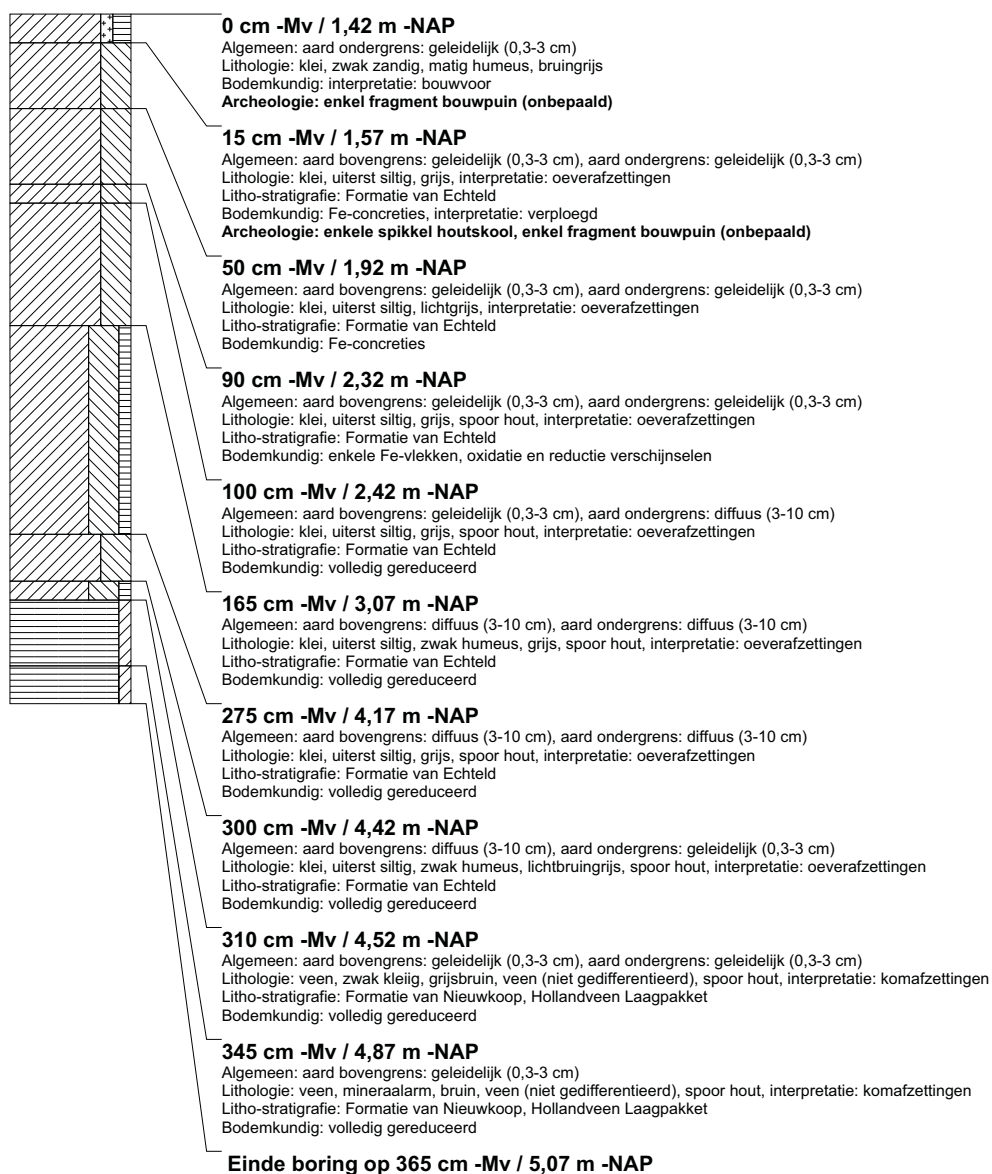 0 cm -Mv / 1,42 m -NAP
Algemeen: aard ondergrens: geleidelijk (0,3-3 cm)
Lithologie: klei, zwak zandig, matig humeus, bruingrijs
Bodemkundig: interpretatie: bouwvoor
Archeologie: enkel fragment bouwpuin (onbepaald)
15 cm -Mv / 1,57 m -NAP
Algemeen: aard bovengrens: geleidelijk (0,3-3 cm), aard ondergrens: geleidelijk (0,3-3 cm)
Lithologie: klei, uiterst siltig, grijs, interpretatie: oeverafzettingen
Litho-stratigrafie: Formatie van Echteld
Bodemkundig: Fe-concreties, interpretatie: verploegd
Archeologie: enkele spikkel houtskool, enkel fragment bouwpuin (onbepaald)
50 cm -Mv / 1,92 m -NAP
Algemeen: aard bovengrens: geleidelijk (0,3-3 cm), aard ondergrens: geleidelijk (0,3-3 cm)
Lithologie: klei, uiterst siltig, lichtgrijs, interpretatie: oeverafzettingen
Litho-stratigrafie: Formatie van Echteld
Bodemkundig: Fe-concreties
90 cm -Mv / 2,32 m -NAP
Algemeen: aard bovengrens: geleidelijk (0,3-3 cm), aard ondergrens: geleidelijk (0,3-3 cm)
Lithologie: klei, uiterst siltig, grijs, spoor hout, interpretatie: oeverafzettingen
Litho-stratigrafie: Formatie van Echteld
Bodemkundig: enkele Fe-vlekken, oxidatie en reductie verschijnselen
100 cm -Mv / 2,42 m -NAP
Algemeen: aard bovengrens: geleidelijk (0,3-3 cm), aard ondergrens: diffuus (3-10 cm)
Lithologie: klei, uiterst siltig, grijs, spoor hout, interpretatie: oeverafzettingen
Litho-stratigrafie: Formatie van Echteld
Bodemkundig: volledig gereduceerd
165 cm -Mv / 3,07 m -NAP
Algemeen: aard bovengrens: diffuus (3-10 cm), aard ondergrens: diffuus (3-10 cm)
Lithologie: klei, uiterst siltig, zwak humeus, grijs, spoor hout, interpretatie: oeverafzettingen
Litho-stratigrafie: Formatie van Echteld
Bodemkundig: volledig gereduceerd
275 cm -Mv / 4,17 m -NAP
Algemeen: aard bovengrens: diffuus (3-10 cm), aard ondergrens: diffuus (3-10 cm)
Lithologie: klei, uiterst siltig, grijs, spoor hout, interpretatie: oeverafzettingen
Litho-stratigrafie: Formatie van Echteld
Bodemkundig: volledig gereduceerd
300 cm -Mv / 4,42 m -NAP
Algemeen: aard bovengrens: diffuus (3-10 cm), aard ondergrens: geleidelijk (0,3-3 cm)
Lithologie: klei, uiterst siltig, zwak humeus, lichtbruingrijs, spoor hout, interpretatie: oeverafzettingen
Litho-stratigrafie: Formatie van Echteld
Bodemkundig: volledig gereduceerd
310 cm -Mv / 4,52 m -NAP
Algemeen: aard bovengrens: geleidelijk (0,3-3 cm), aard ondergrens: geleidelijk (0,3-3 cm)
Lithologie: veen, zwak kleiig, grijsbruin, veen (niet gedifferentieerd), spoor hout, interpretatie: komafzettingen
Litho-stratigrafie: Formatie van Nieuwkoop, Hollandveen Laagpakket
Bodemkundig: volledig gereduceerd
345 cm -Mv / 4,87 m -NAP
Algemeen: aard bovengrens: geleidelijk (0,3-3 cm)
Lithologie: veen, mineraalarm, bruin, veen (niet gedifferentieerd), spoor hout, interpretatie: komafzettingen
Litho-stratigrafie: Formatie van Nieuwkoop, Hollandveen Laagpakket
Bodemkundig: volledig gereduceerd
Einde boring op 365 cm -Mv / 5,07 m -NAP